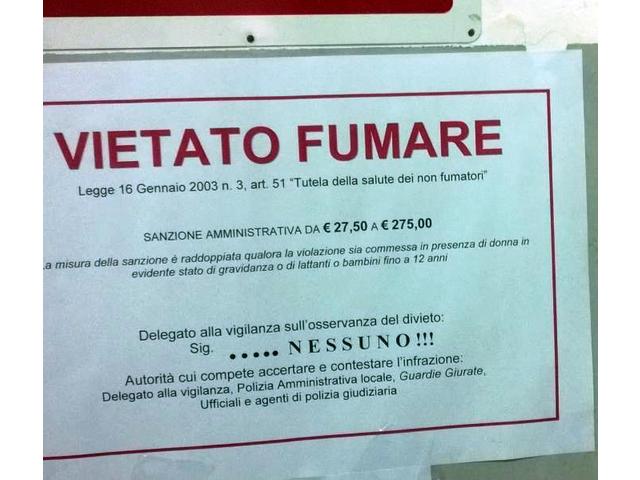 VIETATO FUMARE
Legge 16 Gennaio 2003 n. 3, art. 51 “Tutela della salute dei non fumatori”
SANZIONE AMMINISTRATIVA DA € 27,50 A € 275,00
La misura della sanzione è raddoppiata qualora la violazione sia commessa in presenza di donna in
evidente stato di gravidanza o di lattanti o bambini fino a 12 anni
Delegato alla vigilanza sull’osservanza del divieto:
Sig. ..... NESSUNO!!!
Autorità cui compete accertare e contestare l’infrazione:
Delegato alla vigilanza, Polizia Amministrativa locale, Guardie Giurate,
Ufficiali e agenti di polizia giudiziaria